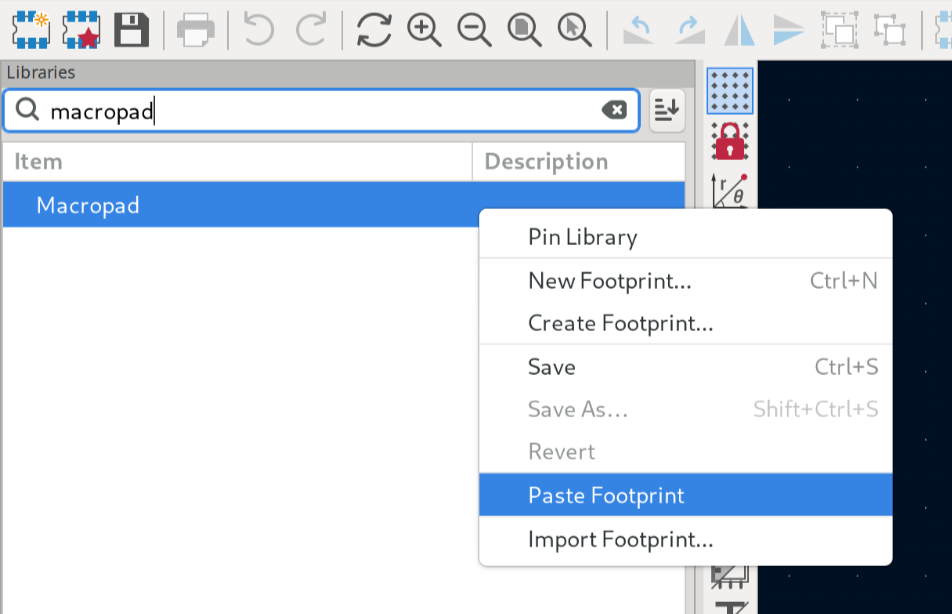 Libraries
macropad
Item Description
Macropad
Pin Library
New Footprint... Ctrl+N
Create Footprint...
Save Ctrl+S
Save As... Shift+Ctrl+S
Revert
Paste Footprint
Import Footprint...
r
θ